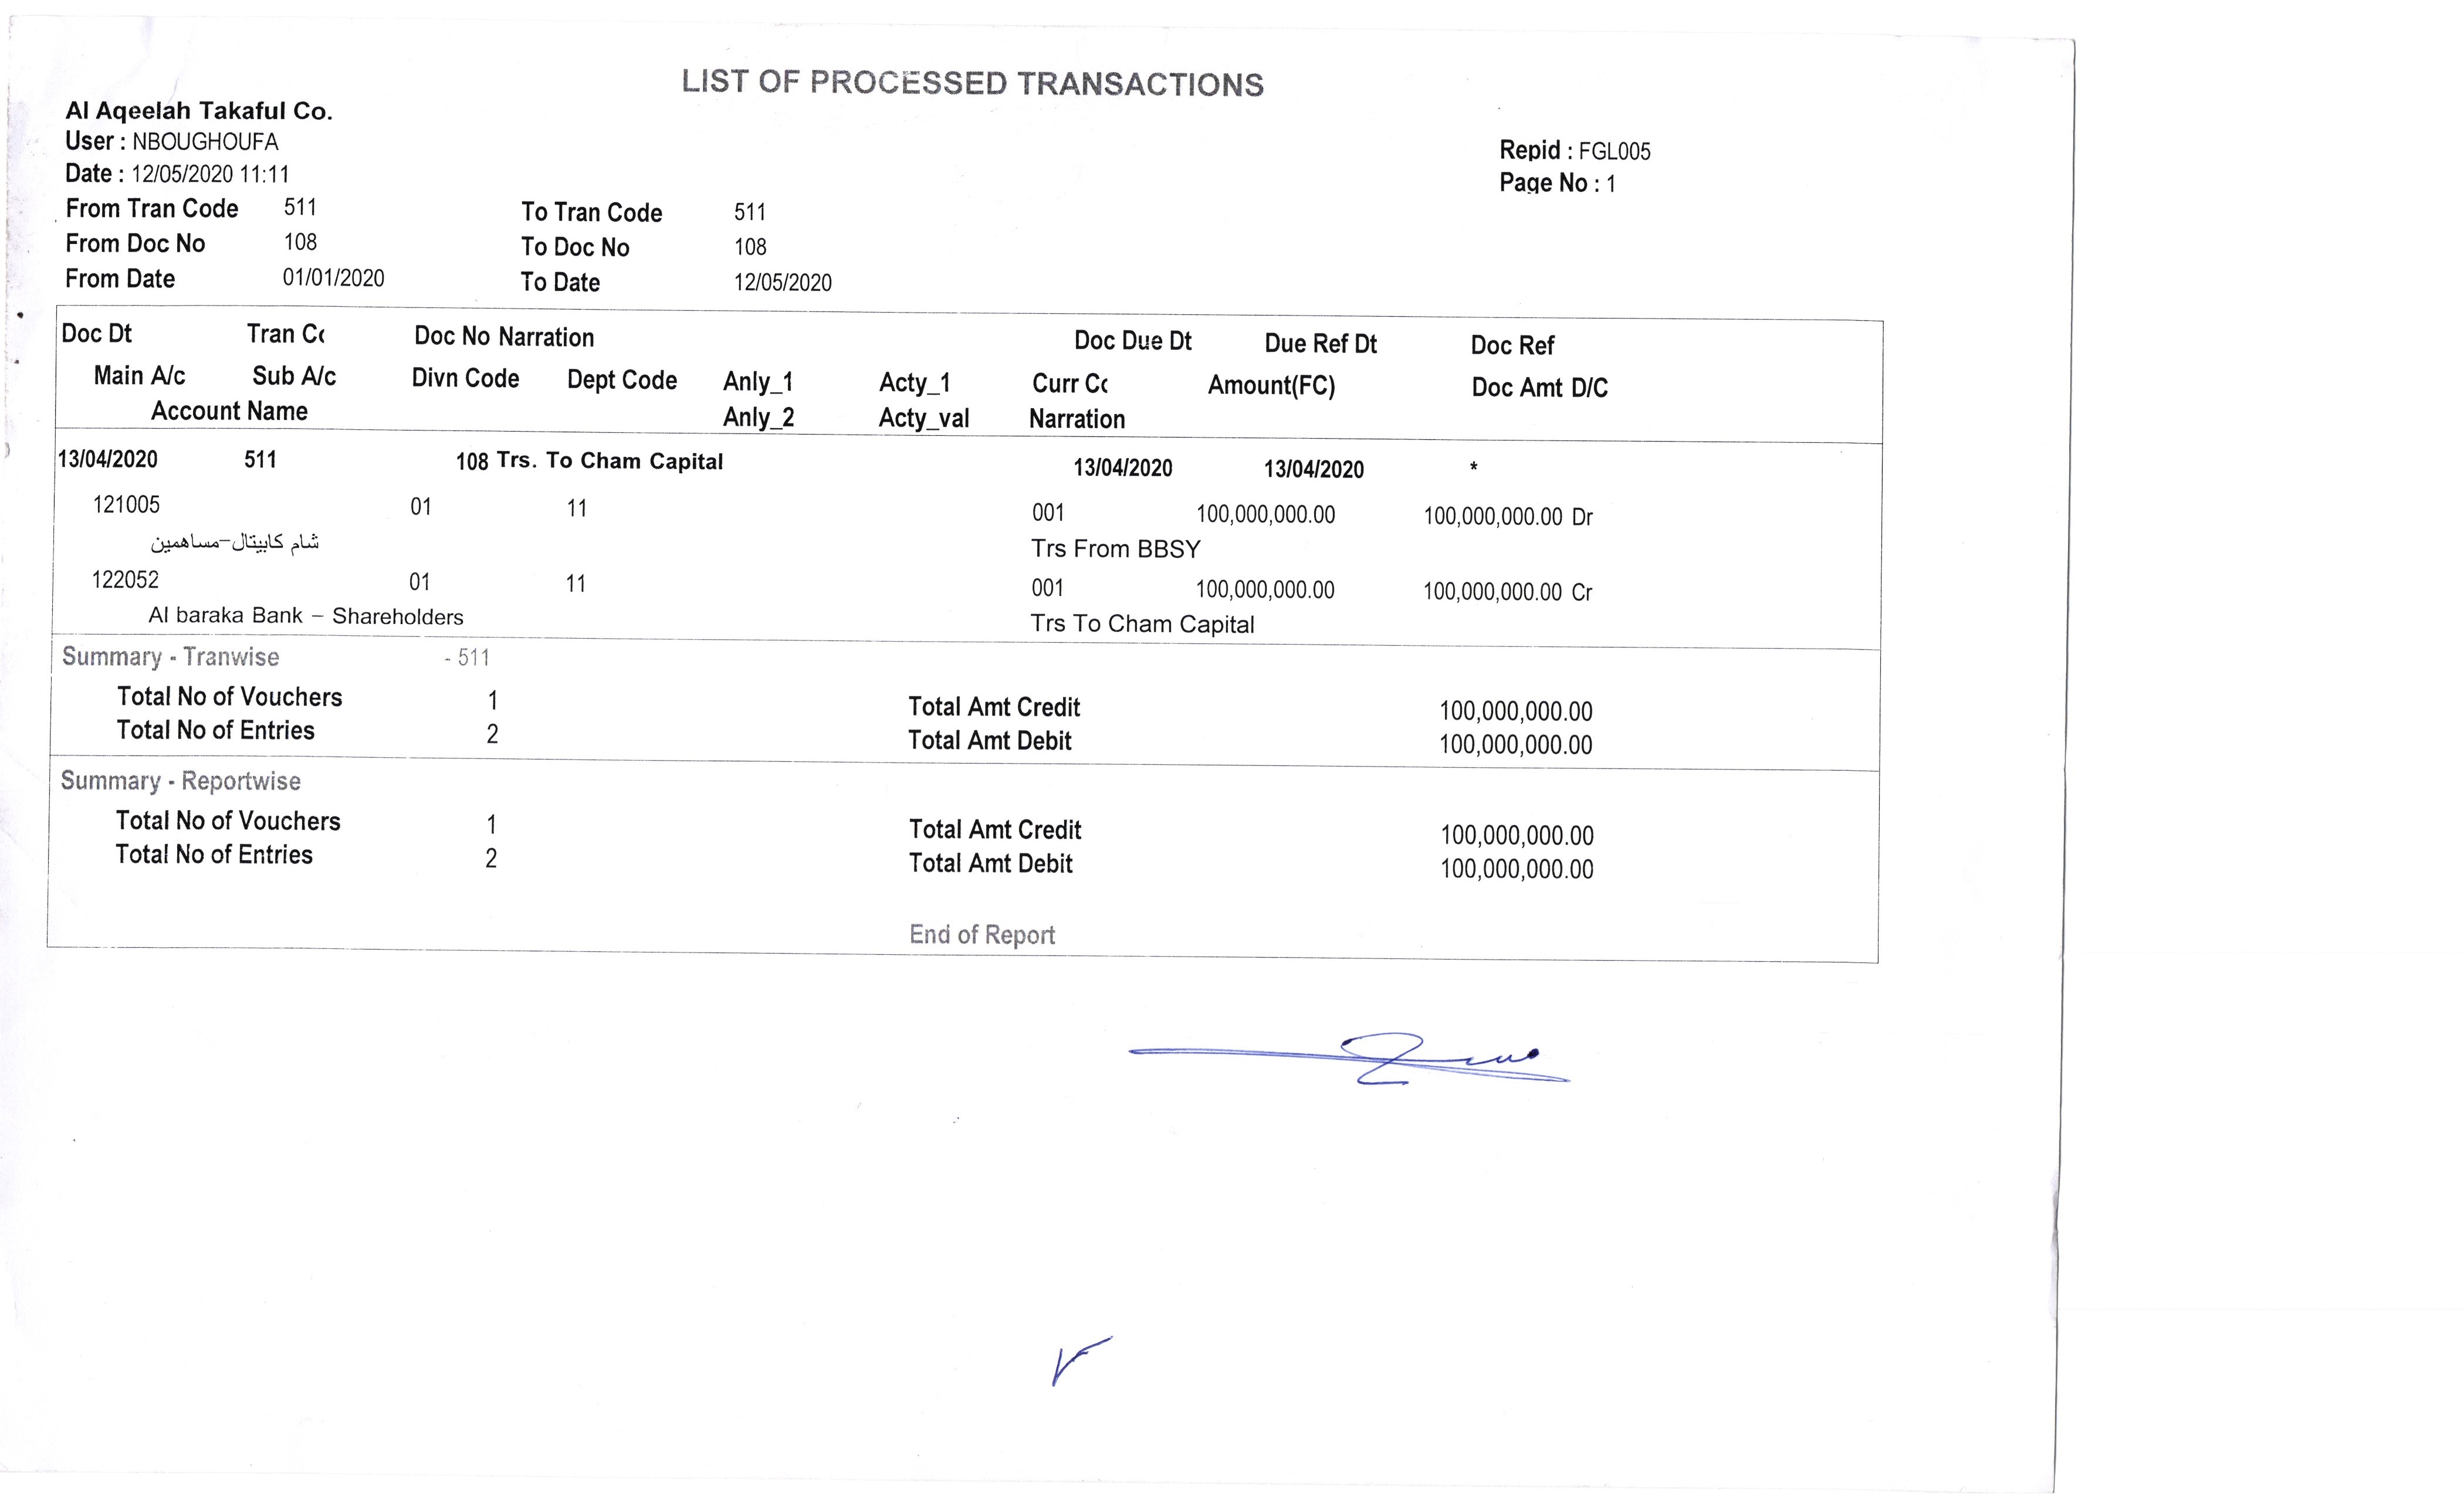 LIST OF PROCESSED TRANSACTIONS
Al Aqeelah Takaful Co.
User : NBOUGHOUFA
Date : 12/05/2020 11:11
Repid : FGL005
Page No : 1
From Tran Code 511 To Tran Code 511
From Doc No 108 To Doc No 108
From Date 01/01/2020 To Date 12/05/2020
Doc Dt Tran Cc Doc No Narration Doc Due Dt Due Ref Dt Doc Ref
Main A/c Sub A/c Divn Code Dept Code Anly_1 Acty_1 Curr Cc Amount(FC) Doc Amt D/C
Account Name Anly_2 Acty_val Narration
13/04/2020 511 108 Trs. To Cham Capital 13/04/2020 13/04/2020 *
121005 01 11 001 100,000,000.00 100,000,000.00 Dr
شام كابيتال-مساهمين Trs From BBSY
122052 01 11 001 100,000,000.00 100,000,000.00 Cr
Al baraka Bank – Shareholders Trs To Cham Capital
Summary - Tranwise - 511
Total No of Vouchers 1 Total Amt Credit 100,000,000.00
Total No of Entries 2 Total Amt Debit 100,000,000.00
Summary - Reportwise
Total No of Vouchers 1 Total Amt Credit 100,000,000.00
Total No of Entries 2 Total Amt Debit 100,000,000.00
End of Report